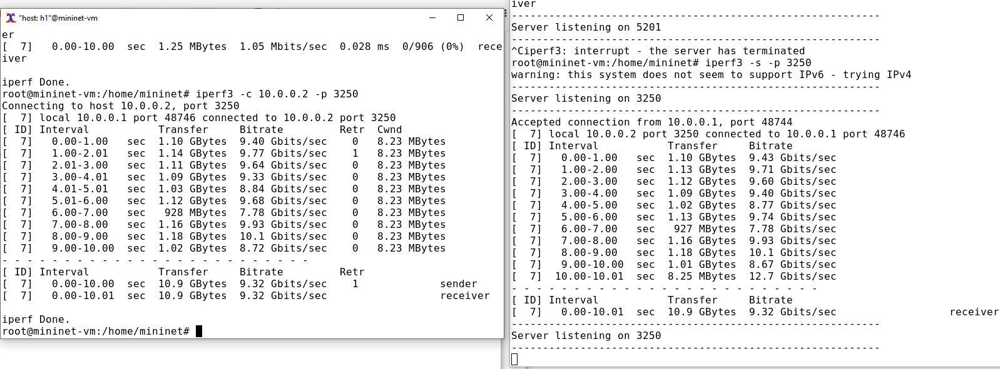 "host: h1"@mininet-vm
er
[  7]   0.00-10.00  sec  1.25 MBytes  1.05 Mbits/sec  0.028 ms  0/906 (0%)  rece
iver

iperf Done.
root@mininet-vm:/home/mininet# iperf3 -c 10.0.0.2 -p 3250
Connecting to host 10.0.0.2, port 3250
[  7] local 10.0.0.1 port 48746 connected to 10.0.0.2 port 3250
[ ID] Interval           Transfer     Bitrate         Retr  Cwnd
[  7]   0.00-1.00   sec  1.10 GBytes  9.40 Gbits/sec    0   8.23 MBytes
[  7]   1.00-2.01   sec  1.14 GBytes  9.77 Gbits/sec    1   8.23 MBytes
[  7]   2.01-3.00   sec  1.11 GBytes  9.64 Gbits/sec    0   8.23 MBytes
[  7]   3.00-4.01   sec  1.09 GBytes  9.33 Gbits/sec    0   8.23 MBytes
[  7]   4.01-5.01   sec  1.03 GBytes  8.84 Gbits/sec    0   8.23 MBytes
[  7]   5.01-6.00   sec  1.12 GBytes  9.68 Gbits/sec    0   8.23 MBytes
[  7]   6.00-7.00   sec   928 MBytes  7.78 Gbits/sec    0   8.23 MBytes
[  7]   7.00-8.00   sec  1.16 GBytes  9.93 Gbits/sec    0   8.23 MBytes
[  7]   8.00-9.00   sec  1.18 GBytes  10.1 Gbits/sec    0   8.23 MBytes
[  7]   9.00-10.00  sec  1.02 GBytes  8.72 Gbits/sec    0   8.23 MBytes
- - - - - - - - - - - - - - - - - - - - - - - - -
[ ID] Interval           Transfer     Bitrate         Retr
[  7]   0.00-10.00  sec  10.9 GBytes  9.32 Gbits/sec    1             sender
[  7]   0.00-10.01  sec  10.9 GBytes  9.32 Gbits/sec                  receiver

iperf Done.
root@mininet-vm:/home/mininet#
iver
-----------------------------------------------------------
Server listening on 5201
-----------------------------------------------------------
^Ciperf3: interrupt - the server has terminated
root@mininet-vm:/home/mininet# iperf3 -s -p 3250
warning: this system does not seem to support IPv6 - trying IPv4
-----------------------------------------------------------
Server listening on 3250
-----------------------------------------------------------
Accepted connection from 10.0.0.1, port 48744
[  7] local 10.0.0.2 port 3250 connected to 10.0.0.1 port 48746
[ ID] Interval           Transfer     Bitrate
[  7]   0.00-1.00   sec  1.10 GBytes  9.43 Gbits/sec
[  7]   1.00-2.00   sec  1.13 GBytes  9.71 Gbits/sec
[  7]   2.00-3.00   sec  1.12 GBytes  9.60 Gbits/sec
[  7]   3.00-4.00   sec  1.09 GBytes  9.40 Gbits/sec
[  7]   4.00-5.00   sec  1.02 GBytes  8.77 Gbits/sec
[  7]   5.00-6.00   sec  1.13 GBytes  9.74 Gbits/sec
[  7]   6.00-7.00   sec   927 MBytes  7.78 Gbits/sec
[  7]   7.00-8.00   sec  1.16 GBytes  9.93 Gbits/sec
[  7]   8.00-9.00   sec  1.18 GBytes  10.1 Gbits/sec
[  7]   9.00-10.00  sec  1.01 GBytes  8.67 Gbits/sec
[  7]  10.00-10.01  sec  8.25 MBytes  12.7 Gbits/sec
- - - - - - - - - - - - - - - - - - - - - - - - -
[ ID] Interval           Transfer     Bitrate
[  7]   0.00-10.01  sec  10.9 GBytes  9.32 Gbits/sec                  receiver
-----------------------------------------------------------
Server listening on 3250
-----------------------------------------------------------